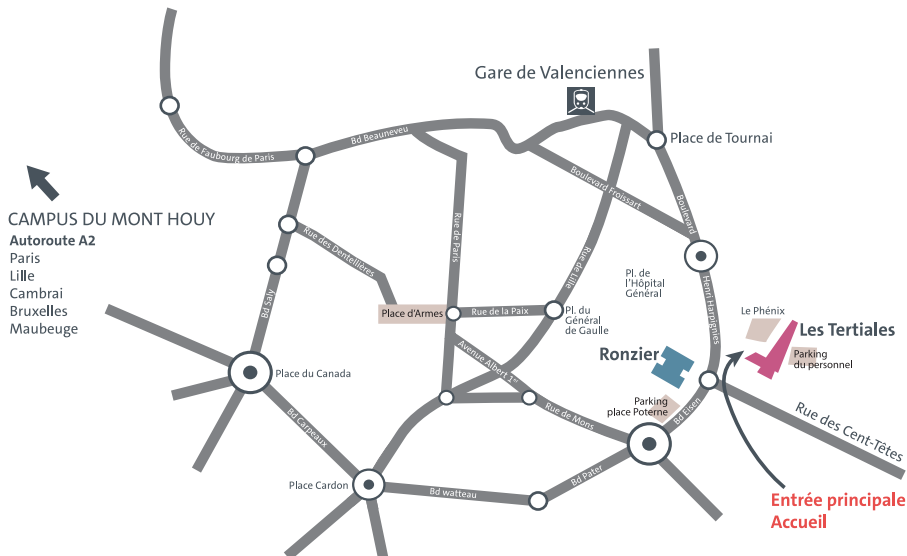 Gare de Valenciennes
Place de Tournai
Bd Beauneveu
Rue de Faubourg de Paris
Boulevard Froissart
Boulevard
Henri Harpignies
CAMPUS DU MONT HOUY
Autoroute A2
Paris
Lille
Cambrai
Bruxelles
Maubeuge
Rue des Dentellières
Rue de Paris
Rue de Lille
Bd Saly
Pl. de
l'Hôpital
Général
Place d'Armes
Rue de la Paix
Pl. du
Général
de Gaulle
Le Phénix
Les Tertiales
Parking
du personnel
Ronzier
Avenue Albert 1er
Place du Canada
Parking
place Poterne
Rue de Mons
Bd Eisen
Rue des Cent-Têtes
Bd Carpeaux
Place Cardon
Bd watteau
Bd Pater
Entrée principale
Accueil